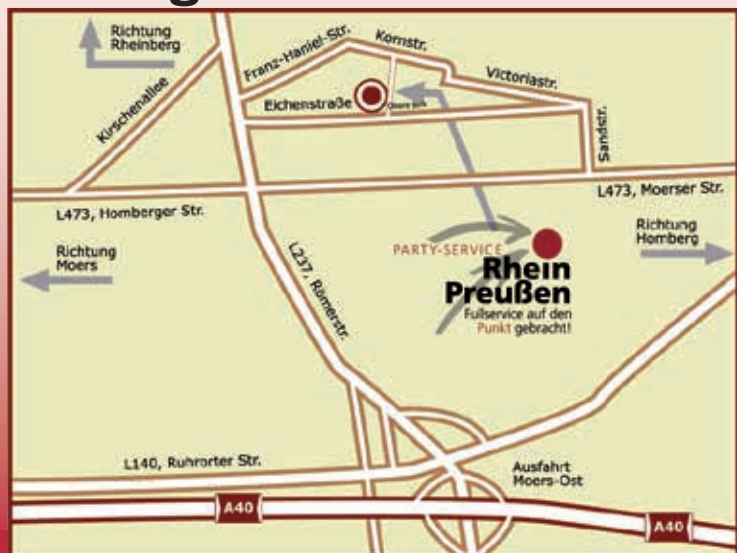 Richtung
Rheinberg
Kirschenallee
Franz-Haniel-Str.
Kornstr.
Victoriastr.
Eichenstraße
Sandstr.
L473, Homberger Str.
L473, Moerser Str.
Richtung
Moers
Richtung
Homberg
L237, Römerstr.
PARTY-SERVICE
Rhein
Preußen
Fullservice auf den
Punkt gebracht!
L140, Ruhrorter Str.
Ausfahrt
Moers-Ost
A40
A40